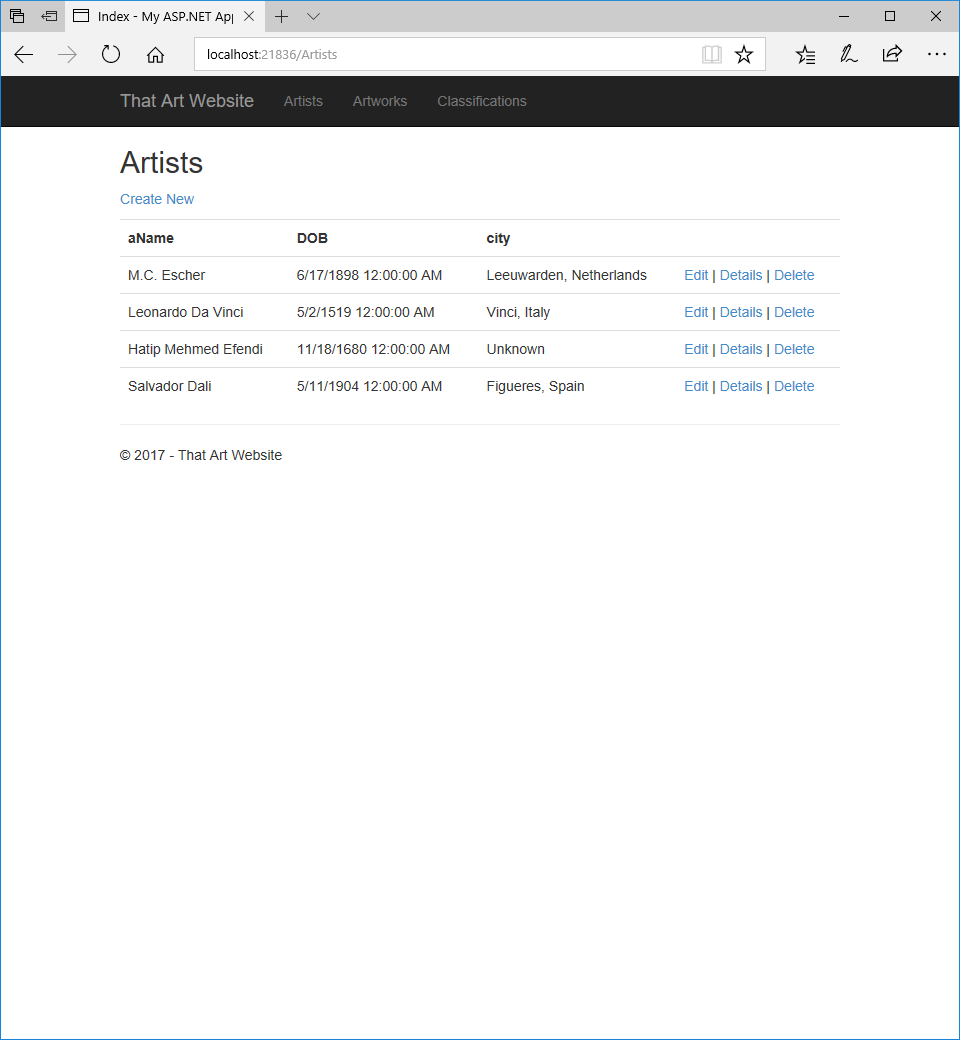 Index - My ASP.NET App
localhost:21836/Artists
That Art Website Artists Artworks Classifications
Artists
Create New
aName DOB city
M.C. Escher 6/17/1898 12:00:00 AM Leeuwarden, Netherlands Edit | Details | Delete
Leonardo Da Vinci 5/2/1519 12:00:00 AM Vinci, Italy Edit | Details | Delete
Hatip Mehmed Efendi 11/18/1680 12:00:00 AM Unknown Edit | Details | Delete
Salvador Dali 5/11/1904 12:00:00 AM Figueres, Spain Edit | Details | Delete
© 2017 - That Art Website